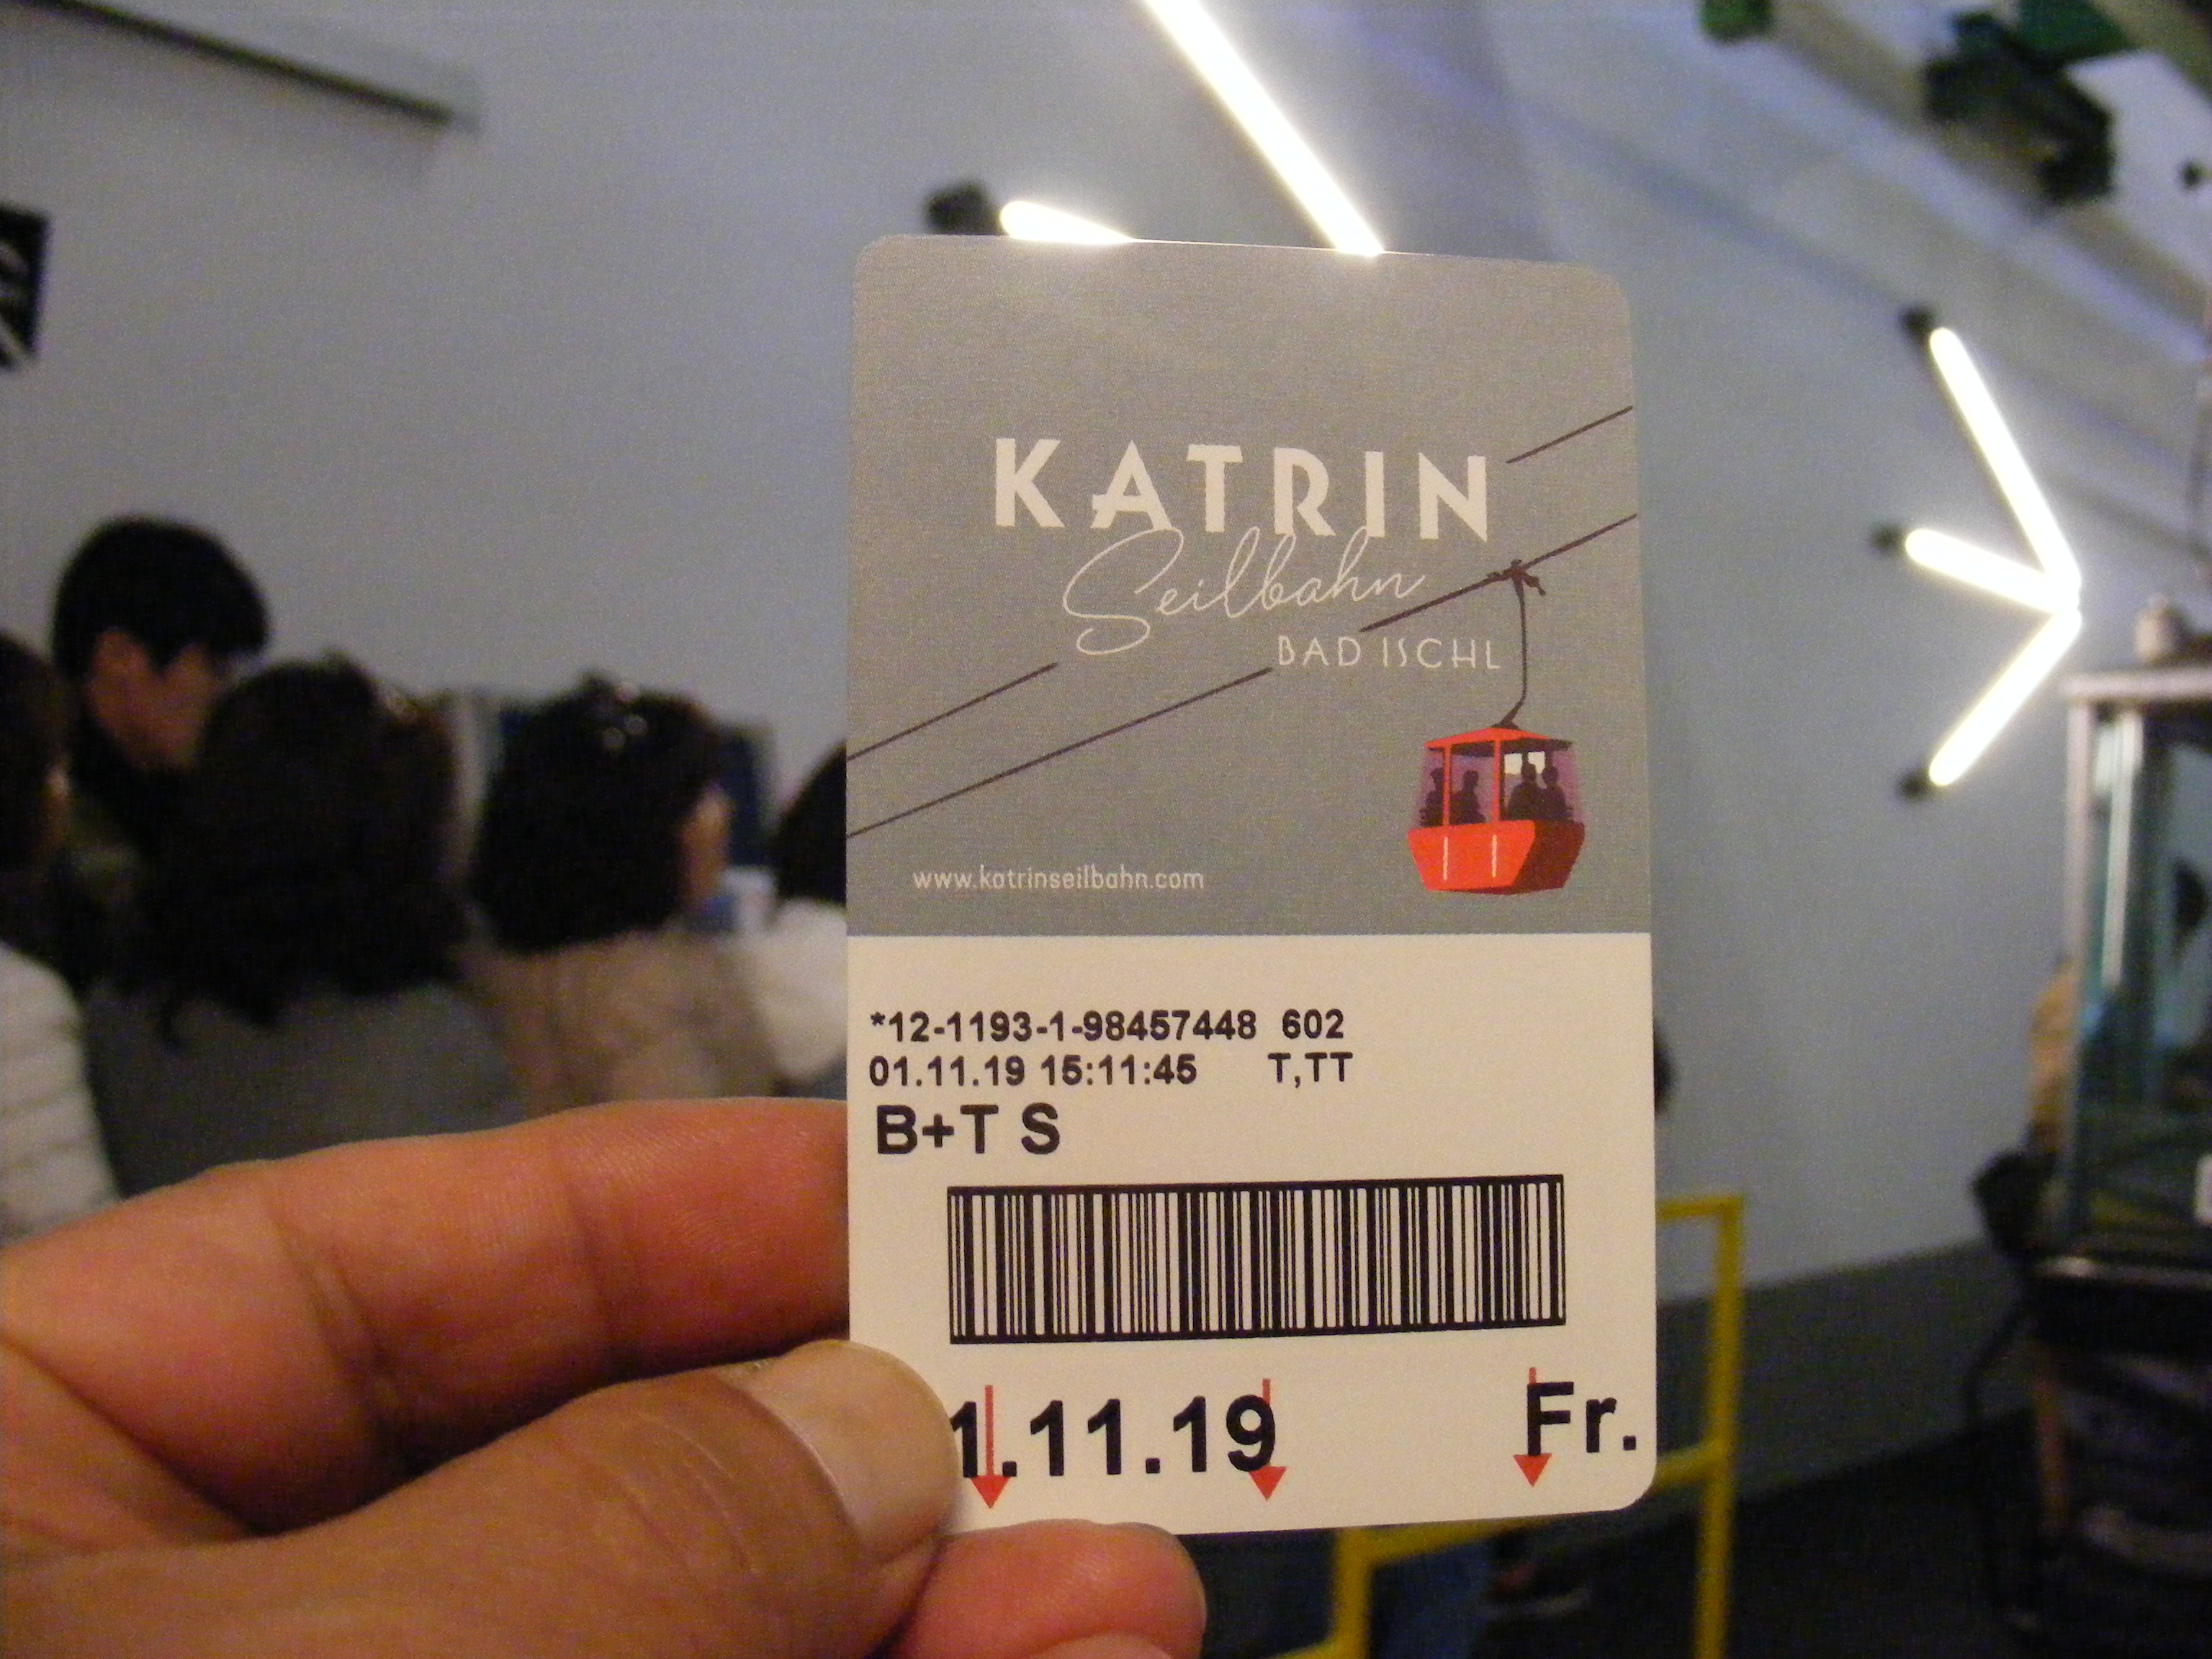 KATRIN
Seilbahn
BAD ISCHL
www.katrinseilbahn.com
*12-1193-1-98457448 602
01.11.19 15:11:45 T,TT
B+T S
1.11.19 Fr.